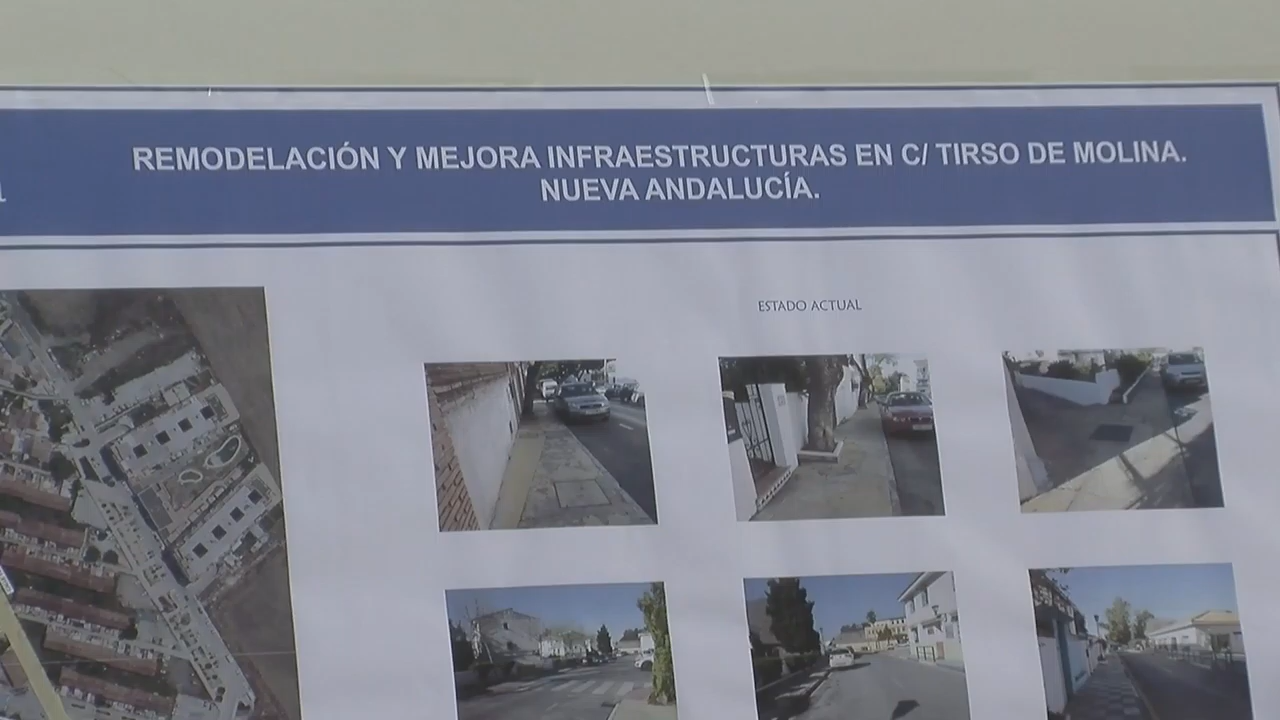 REMODELACIÓN Y MEJORA INFRAESTRUCTURAS EN C/ TIRSO DE MOLINA.
NUEVA ANDALUCÍA.
ESTADO ACTUAL